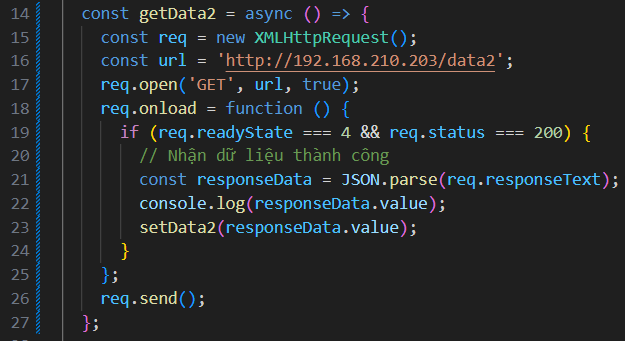 14 const getData2 = async () => {
15 const req = new XMLHttpRequest();
16 const url = 'http://192.168.210.203/data2';
17 req.open('GET', url, true);
18 req.onload = function () {
19 if (req.readyState === 4 && req.status === 200) {
20 // Nhận dữ liệu thành công
21 const responseData = JSON.parse(req.responseText);
22 console.log(responseData.value);
23 setData2(responseData.value);
24 }
25 };
26 req.send();
27 };